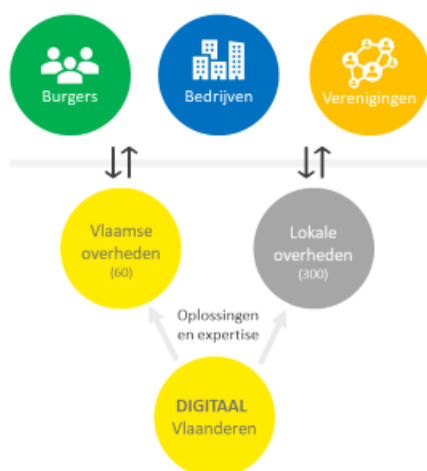 Burgers
Bedrijven
Verenigingen
Vlaamse
overheden
(60)
Lokale
overheden
(300)
Oplossingen
en expertise
DIGITAAL
Vlaanderen